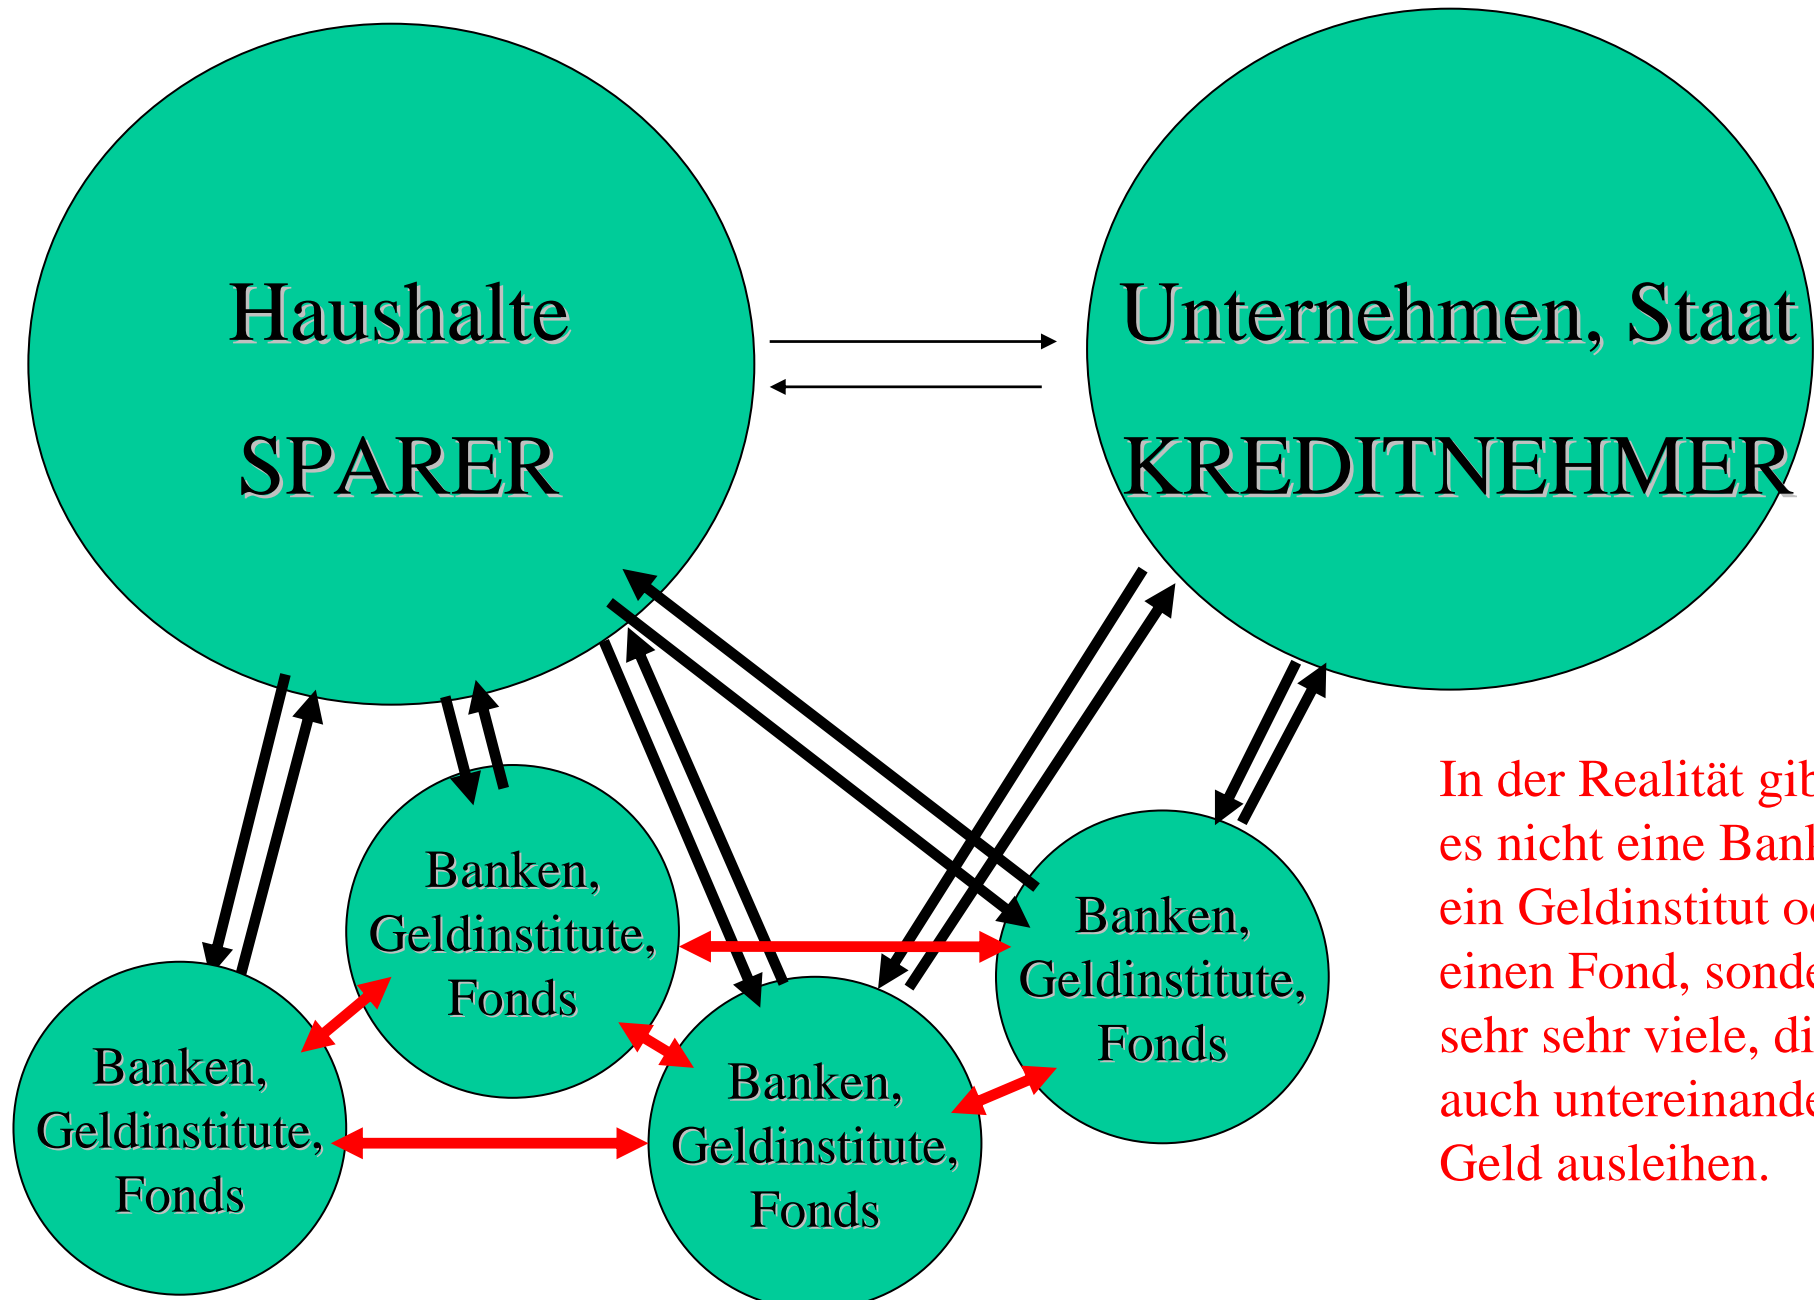 Haushalte
SPARER
Unternehmen, Staat
KREDITNEHMER
Banken,
Geldinstitute,
Fonds
Banken,
Geldinstitute,
Fonds
Banken,
Geldinstitute,
Fonds
Banken,
Geldinstitute,
Fonds
In der Realität
es nicht eine
ein Geldinstitut
einen Fond,
sehr sehr viele,
auch
Geld ausleihen.